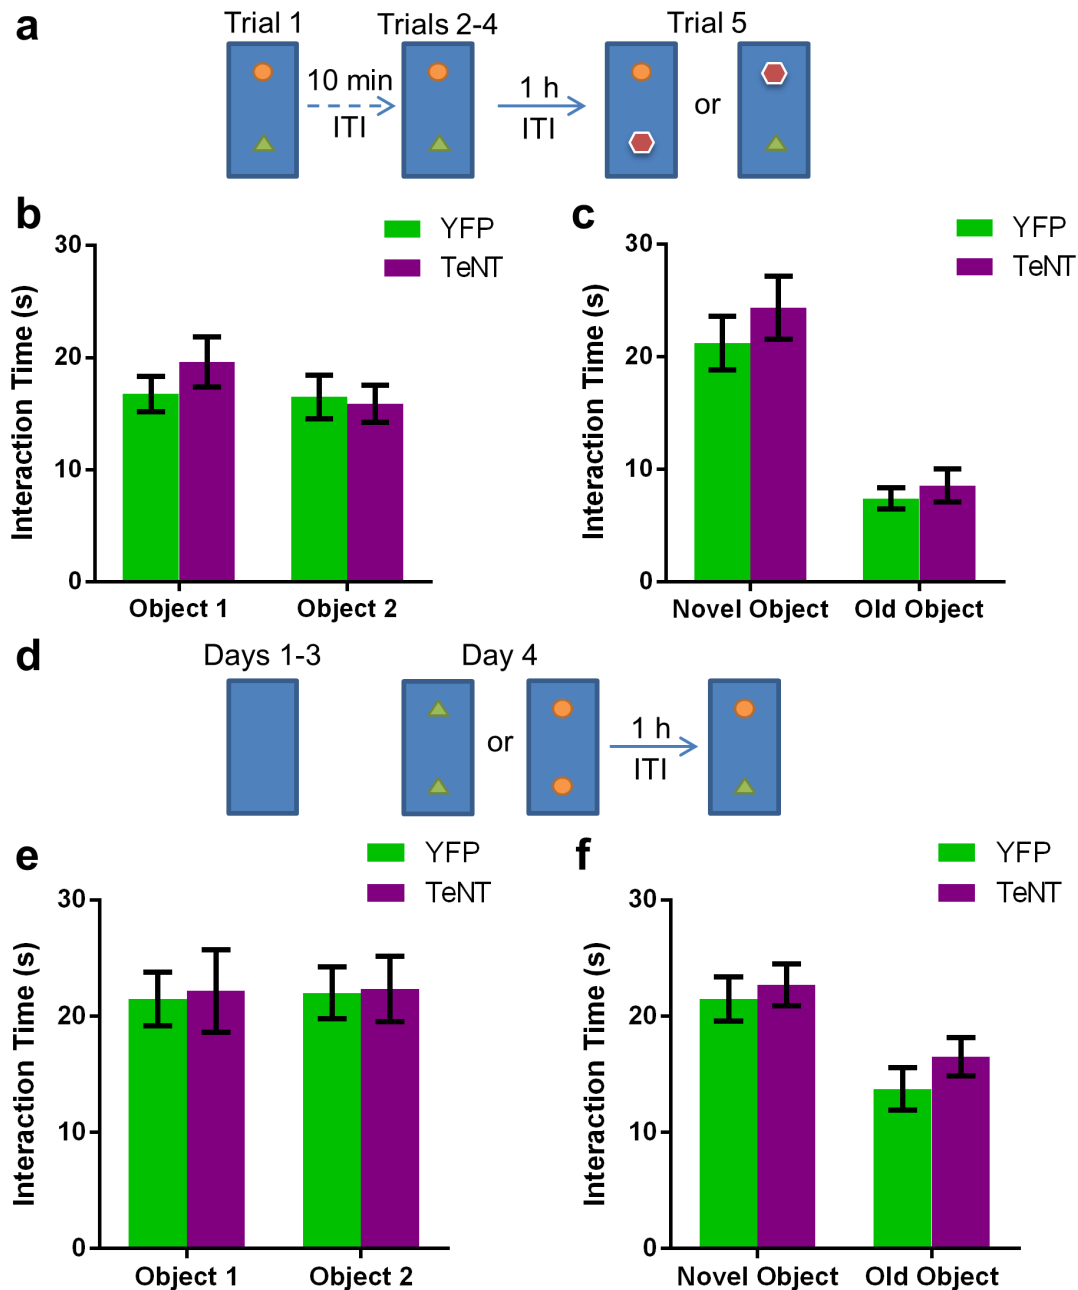 a
Trial 1
Trials 2-4
Trial 5
10 min
ITI
1 h
ITI
or
b
YFP
TeNT
Interaction Time (s)
30
20
10
0
Object 1
Object 2
c
YFP
TeNT
Interaction Time (s)
30
20
10
0
Novel Object
Old Object
d
Days 1-3
Day 4
or
1 h
ITI
e
YFP
TeNT
Interaction Time (s)
30
20
10
0
Object 1
Object 2
f
YFP
TeNT
Interaction Time (s)
30
20
10
0
Novel Object
Old Object